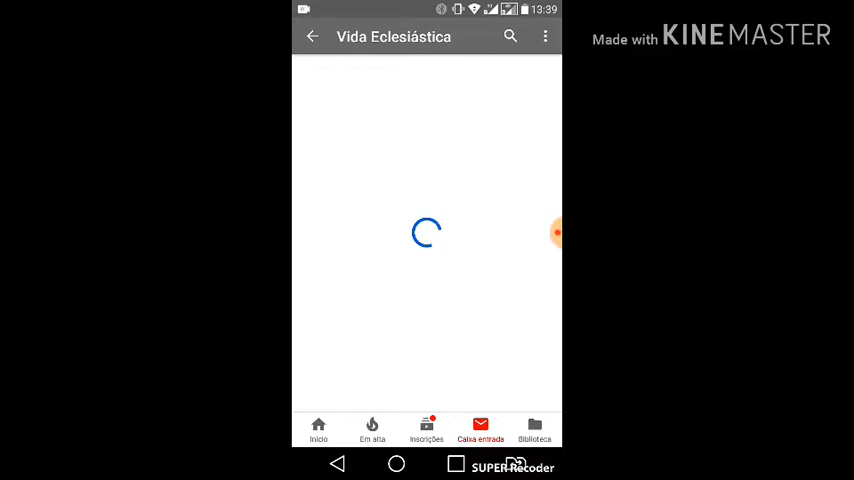 13:39
Vida Eclesiástica
Made with KINEMASTER
Início
Em alta
Inscrições
Caixa entrada
Biblioteca
SUPER Recoder